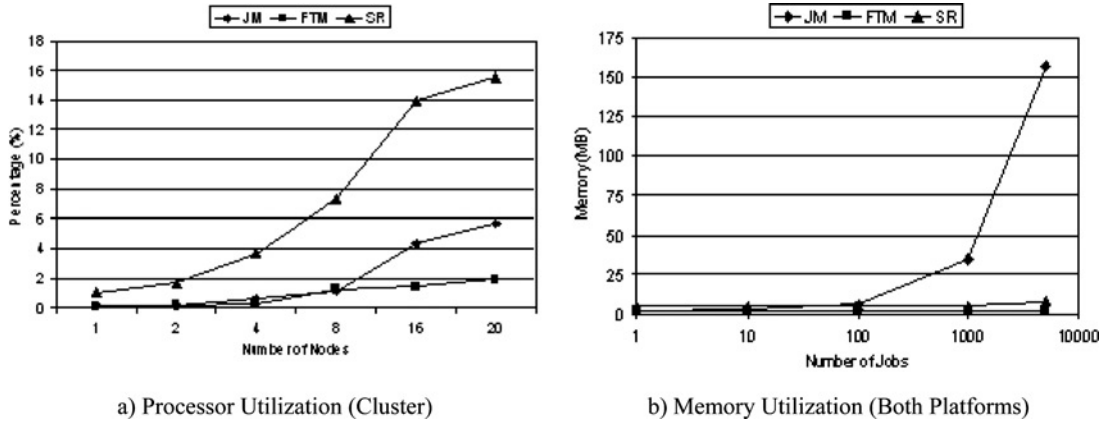 JM FTM SR
18
16
14
12
10
8
6
4
2
0
Percentage (%)
1 2 4 8 16 20
Number of Nodes
a) Processor Utilization (Cluster)
JM FTM SR
175
150
125
100
75
50
25
0
Memory (MB)
1 10 100 1000 10000
Number of Jobs
b) Memory Utilization (Both Platforms)